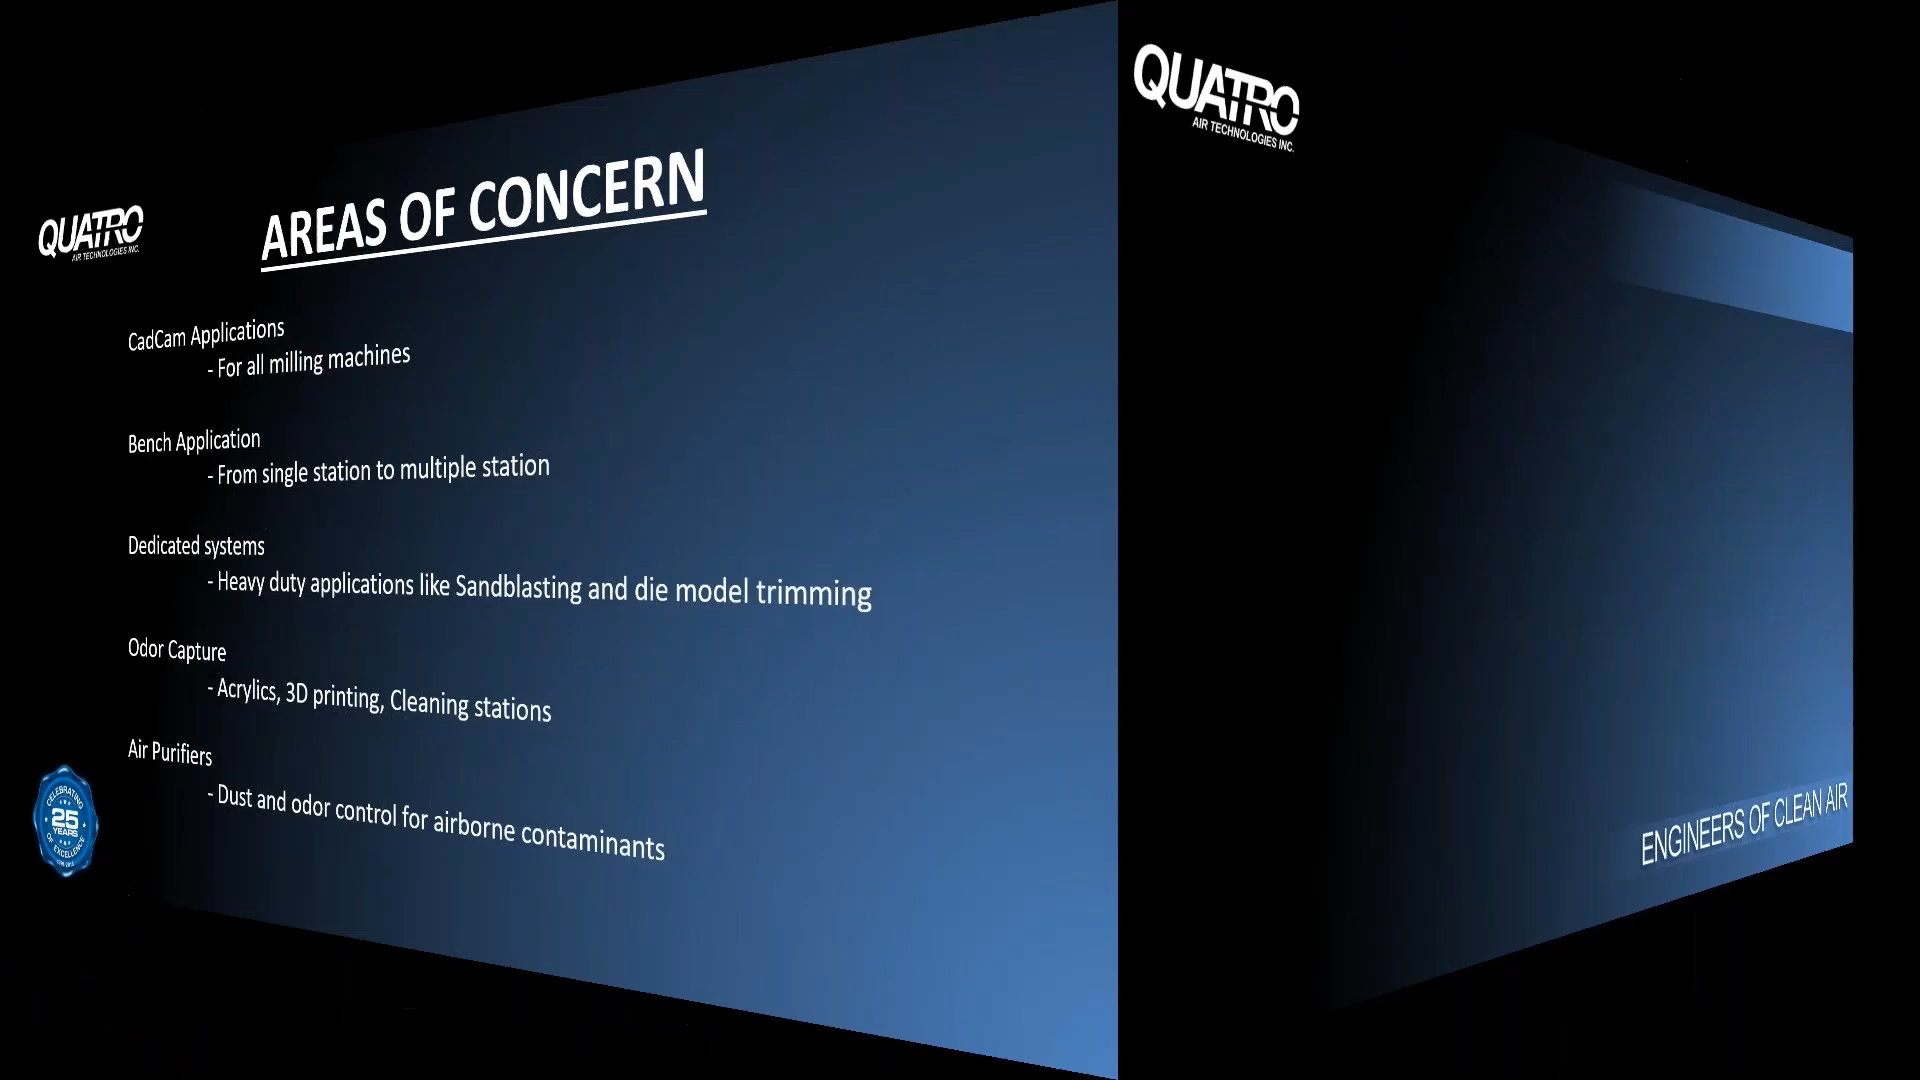 QUATRO
AIR TECHNOLOGIES INC.
AREAS OF CONCERN
CadCam Applications
- For all milling machines
Bench Application
- From single station to multiple station
Dedicated systems
- Heavy duty applications like Sandblasting and die model trimming
Odor Capture
- Acrylics, 3D printing, Cleaning stations
Air Purifiers
- Dust and odor control for airborne contaminants
CELEBRATING
25
YEARS
OF EXCELLENCE
QUATRO
AIR TECHNOLOGIES INC.
ENGINEERS OF CLEAN AIR